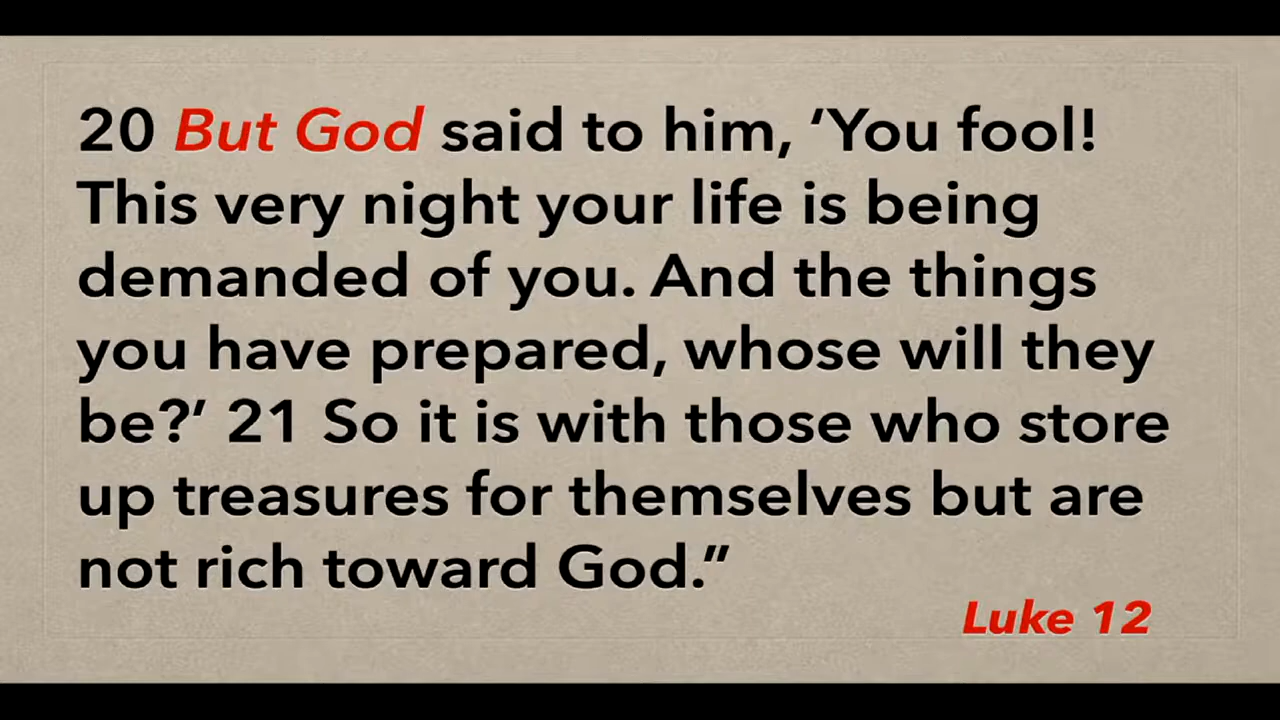 20 But God said to him, ‘You fool!
This very night your life is being
demanded of you. And the things
you have prepared, whose will they
be?’ 21 So it is with those who store
up treasures for themselves but are
not rich toward God.”
Luke 12